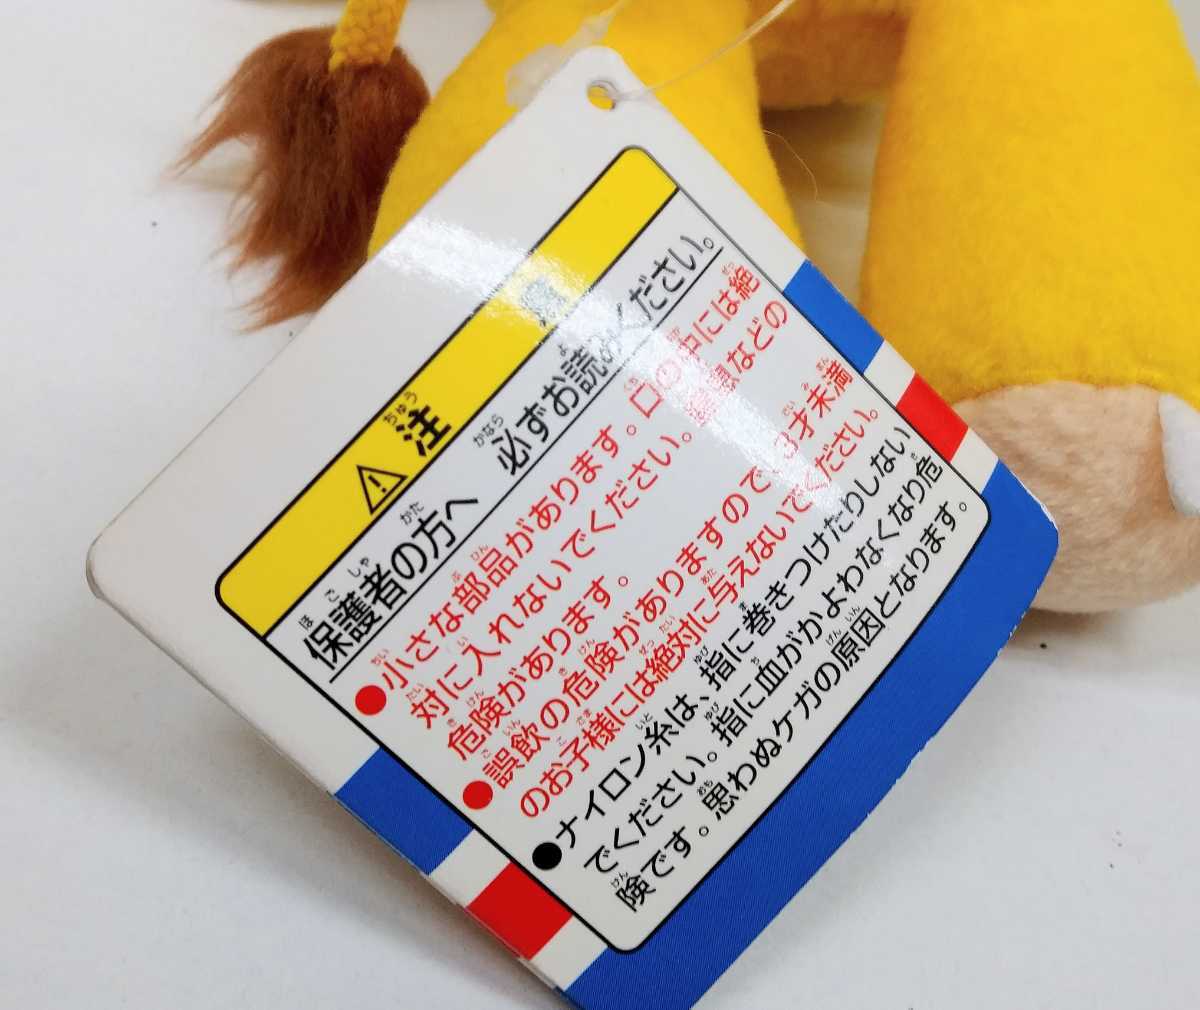 注意
保護者の方へ 必ずお読みください。
●小さな部品があります。口の中には絶
対に入れないでください。窒息などの
危険があります。
●誤飲の危険がありますので、3才未満
のお子様には絶対に与えないでください。
●ナイロン糸は、指に巻きつけたりしない
でください。指に血がかよわなくなり危
険です。思わぬケガの原因となります。